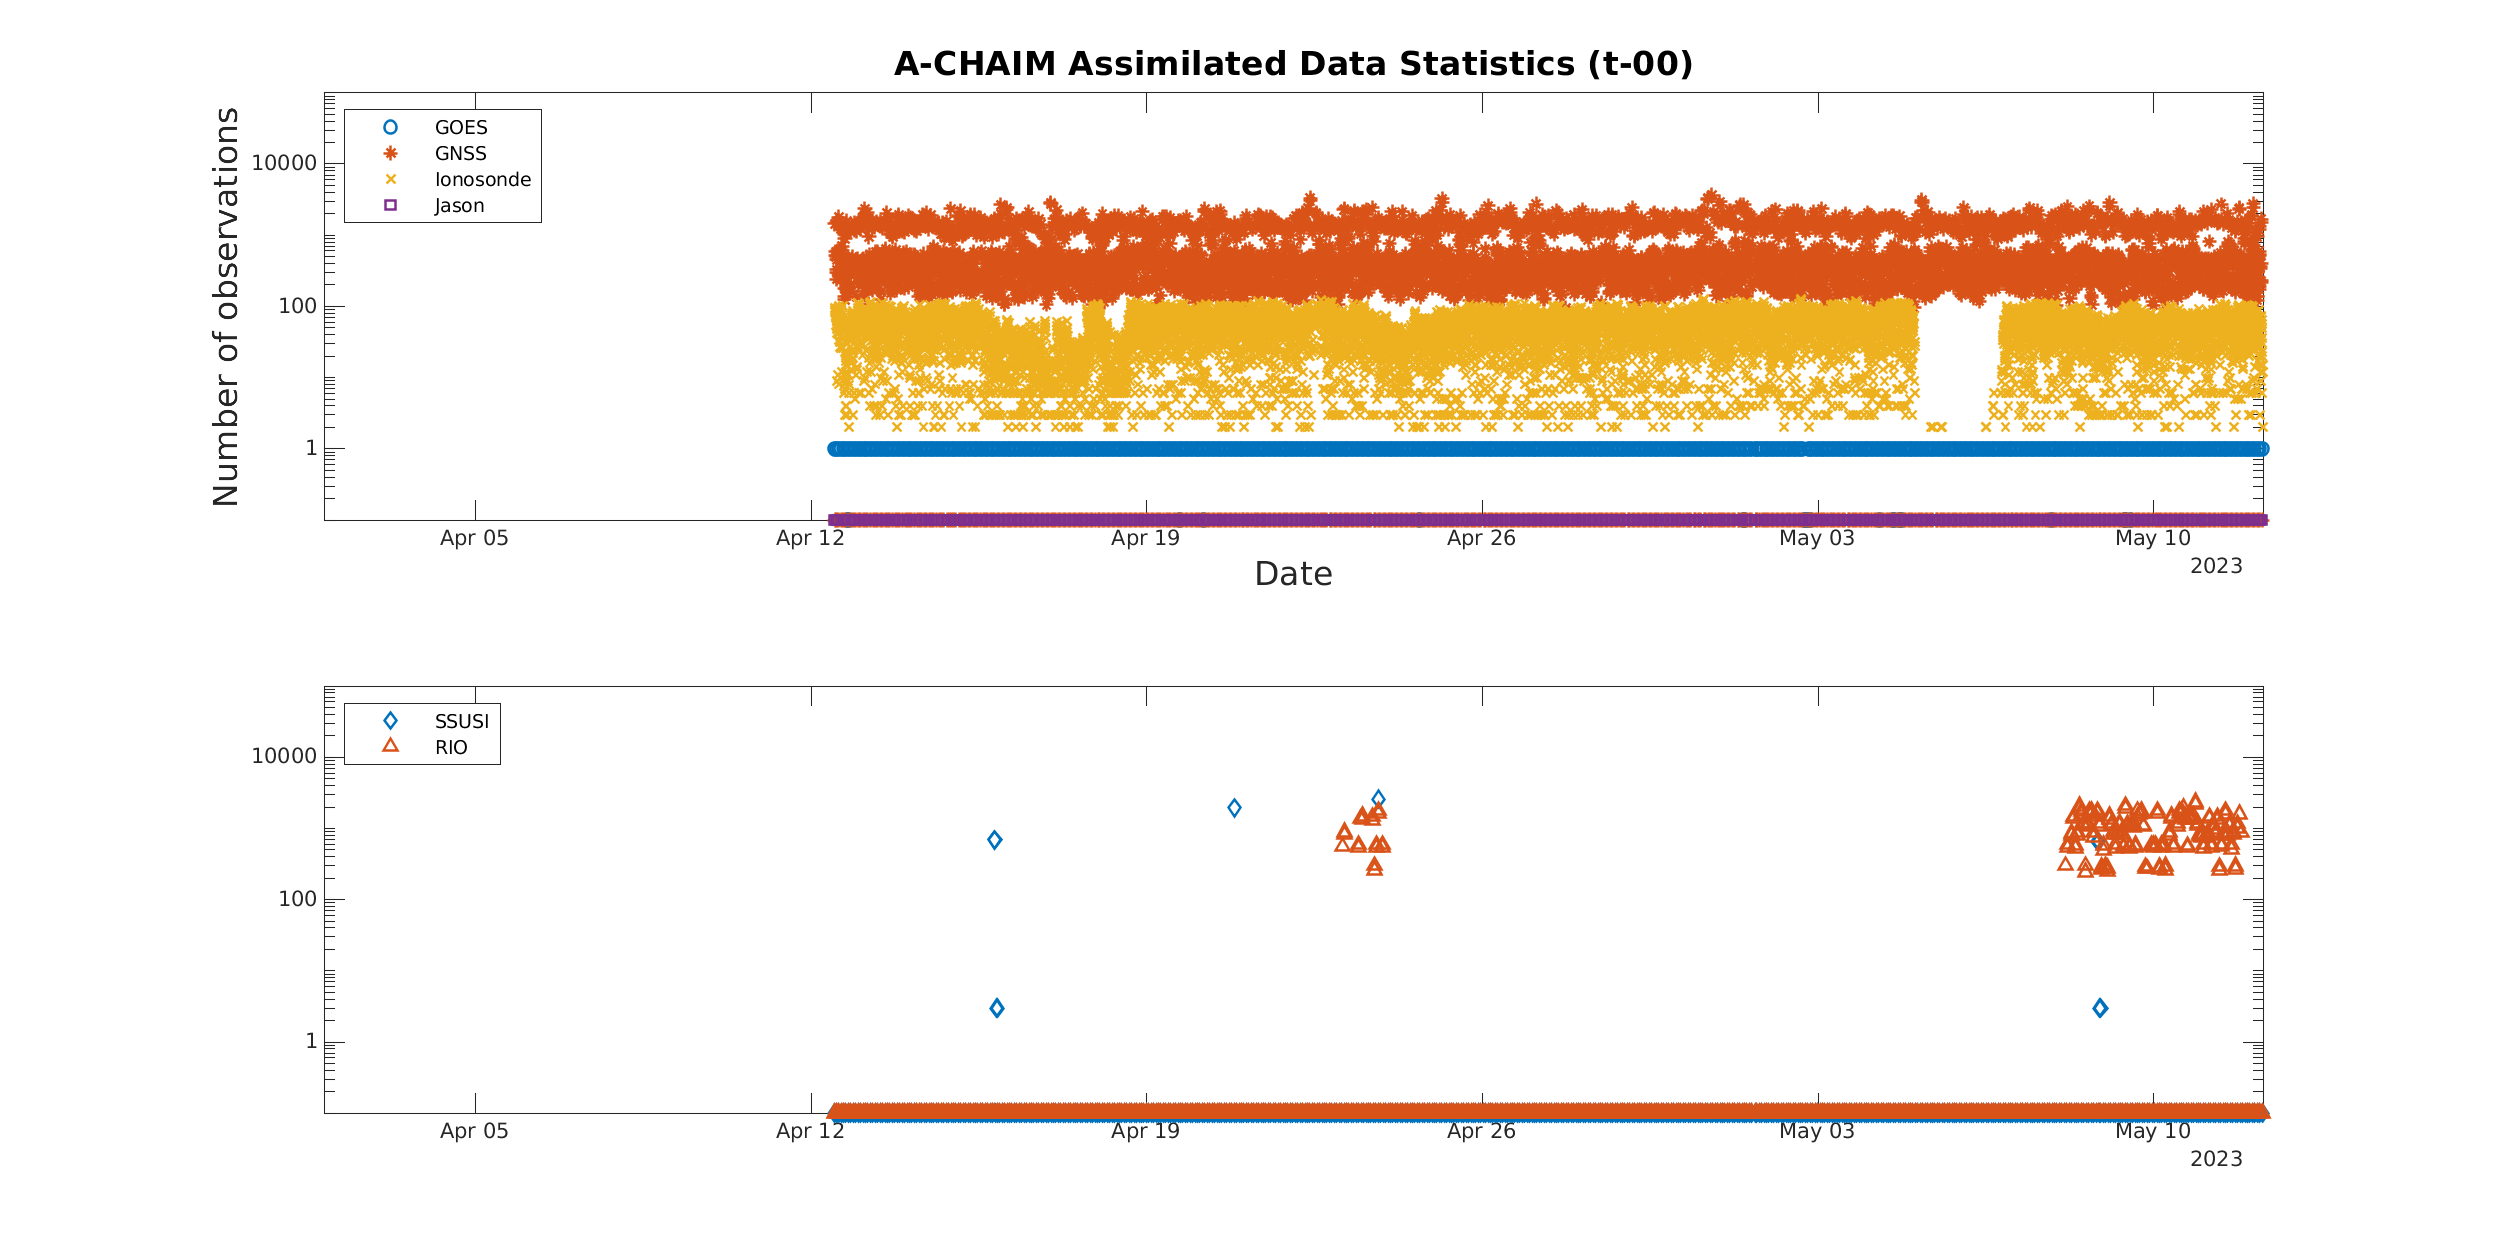 A-CHAIM Assimilated Data Statistics (t-00)
Number of observations
10000
100
1
GOES
GNSS
Ionosonde
Jason
Apr 05
Apr 12
Apr 19
Apr 26
May 03
May 10
2023
Date
10000
100
1
SSUSI
RIO
Apr 05
Apr 12
Apr 19
Apr 26
May 03
May 10
2023